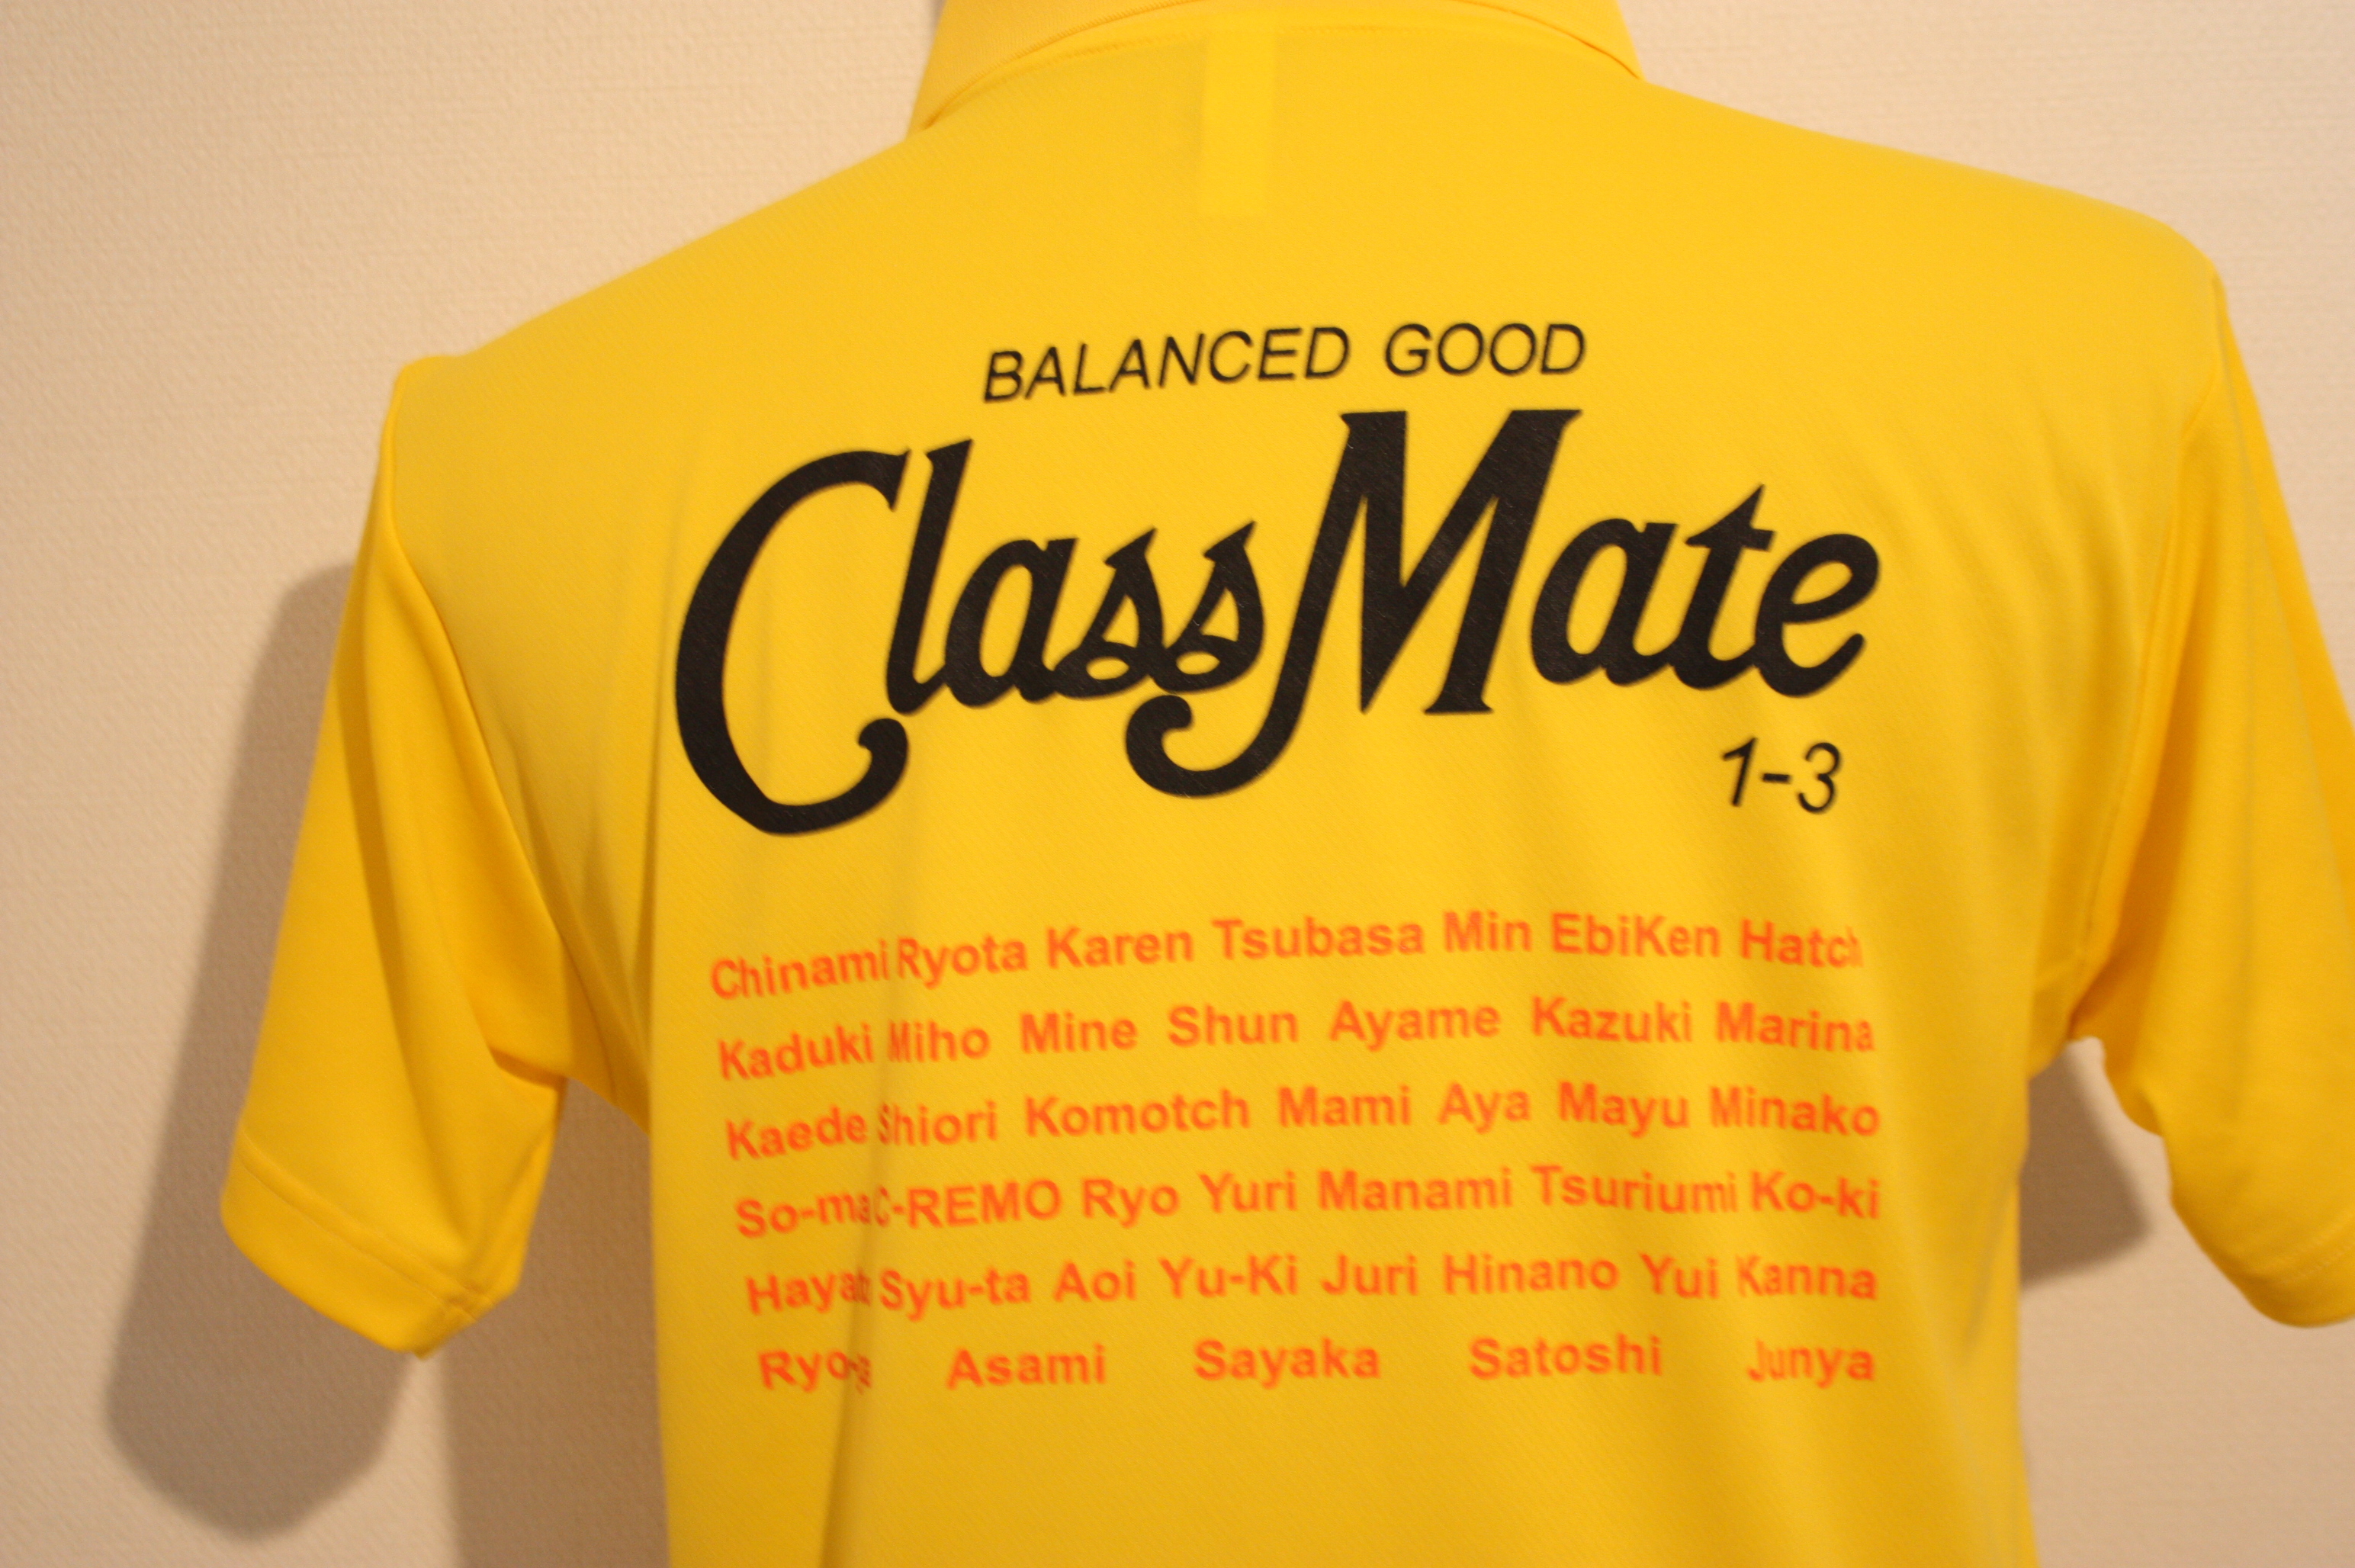 BALANCED GOOD
ClassMate
1-3
Chinami Ryota Karen Tsubasa Min EbiKen Hatch
Kaduki Miho Mine Shun Ayame Kazuki Marina
Kaede Shiori Komotch Mami Aya Mayu Minako
So-ma C-REMO Ryo Yuri Manami Tsuriumi Ko-ki
Syu-ta Aoi Yu-Ki Juri Hinano Yui Kanna
Asami Sayaka Satoshi Junya